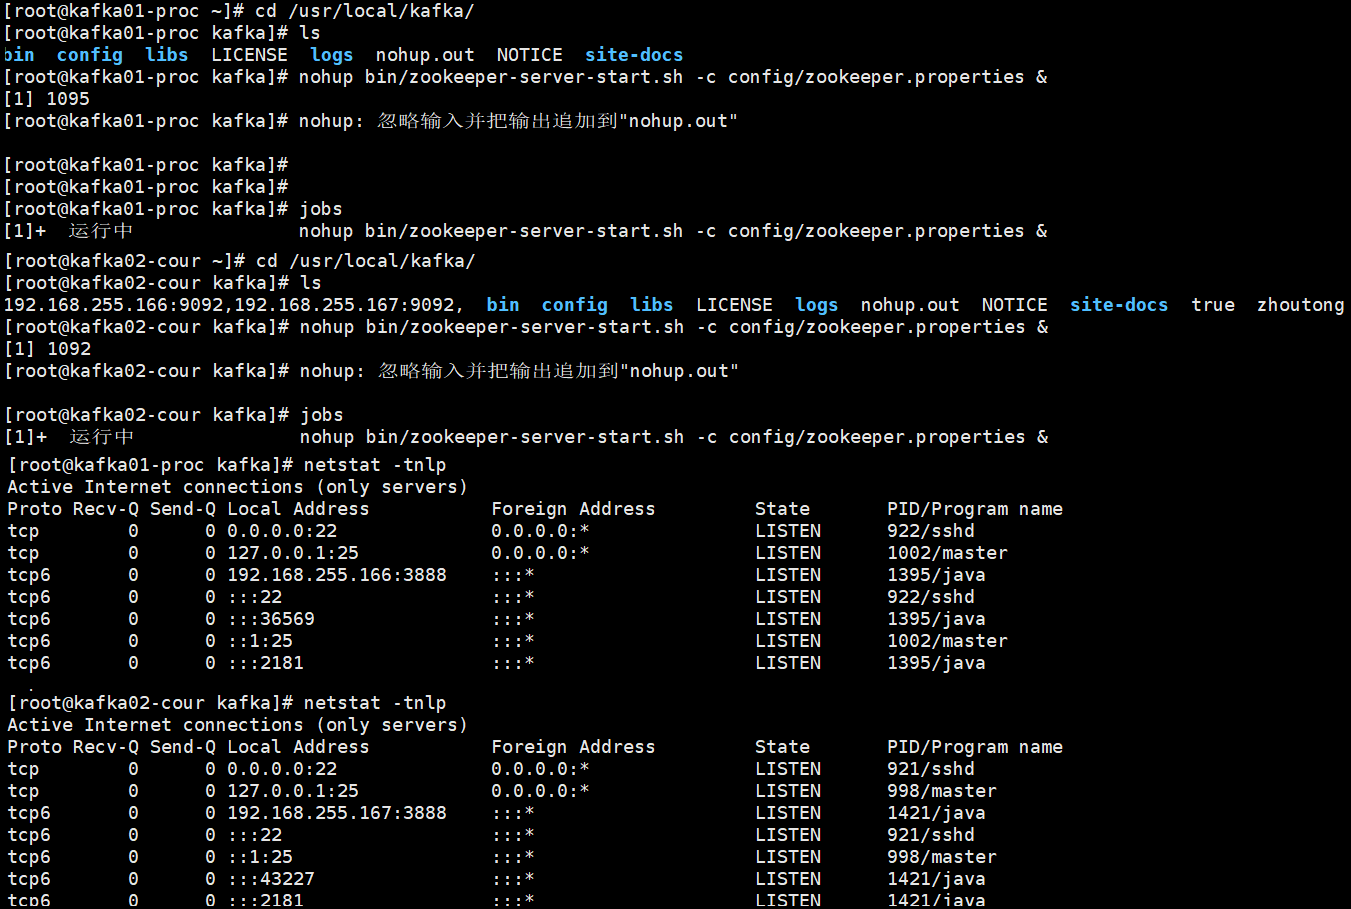 [root@kafka01-proc ~]# cd /usr/local/kafka/
[root@kafka01-proc kafka]# ls
bin  config  libs  LICENSE  logs  nohup.out  NOTICE  site-docs
[root@kafka01-proc kafka]# nohup bin/zookeeper-server-start.sh -c config/zookeeper.properties &
[1] 1095
[root@kafka01-proc kafka]# nohup: 忽略输入并把输出追加到"nohup.out"
[root@kafka01-proc kafka]#
[root@kafka01-proc kafka]#
[root@kafka01-proc kafka]# jobs
[1]+  运行中               nohup bin/zookeeper-server-start.sh -c config/zookeeper.properties &
[root@kafka02-cour ~]# cd /usr/local/kafka/
[root@kafka02-cour kafka]# ls
192.168.255.166:9092,192.168.255.167:9092,  bin  config  libs  LICENSE  logs  nohup.out  NOTICE  site-docs  true  zhoutong
[root@kafka02-cour kafka]# nohup bin/zookeeper-server-start.sh -c config/zookeeper.properties &
[1] 1092
[root@kafka02-cour kafka]# nohup: 忽略输入并把输出追加到"nohup.out"
[root@kafka02-cour kafka]# jobs
[1]+  运行中               nohup bin/zookeeper-server-start.sh -c config/zookeeper.properties &
[root@kafka01-proc kafka]# netstat -tnlp
Active Internet connections (only servers)
Proto Recv-Q Send-Q Local Address           Foreign Address         State       PID/Program name
tcp        0      0 0.0.0.0:22              0.0.0.0:*               LISTEN      922/sshd
tcp        0      0 127.0.0.1:25            0.0.0.0:*               LISTEN      1002/master
tcp6       0      0 192.168.255.166:3888    :::*                    LISTEN      1395/java
tcp6       0      0 :::22                   :::*                    LISTEN      922/sshd
tcp6       0      0 :::36569                :::*                    LISTEN      1395/java
tcp6       0      0 ::1:25                  :::*                    LISTEN      1002/master
tcp6       0      0 :::2181                 :::*                    LISTEN      1395/java
[root@kafka02-cour kafka]# netstat -tnlp
Active Internet connections (only servers)
Proto Recv-Q Send-Q Local Address           Foreign Address         State       PID/Program name
tcp        0      0 0.0.0.0:22              0.0.0.0:*               LISTEN      921/sshd
tcp        0      0 127.0.0.1:25            0.0.0.0:*               LISTEN      998/master
tcp6       0      0 192.168.255.167:3888    :::*                    LISTEN      1421/java
tcp6       0      0 :::22                   :::*                    LISTEN      921/sshd
tcp6       0      0 ::1:25                  :::*                    LISTEN      998/master
tcp6       0      0 :::43227                :::*                    LISTEN      1421/java
tcp6       0      0 :::2181                 :::*                    LISTEN      1421/java